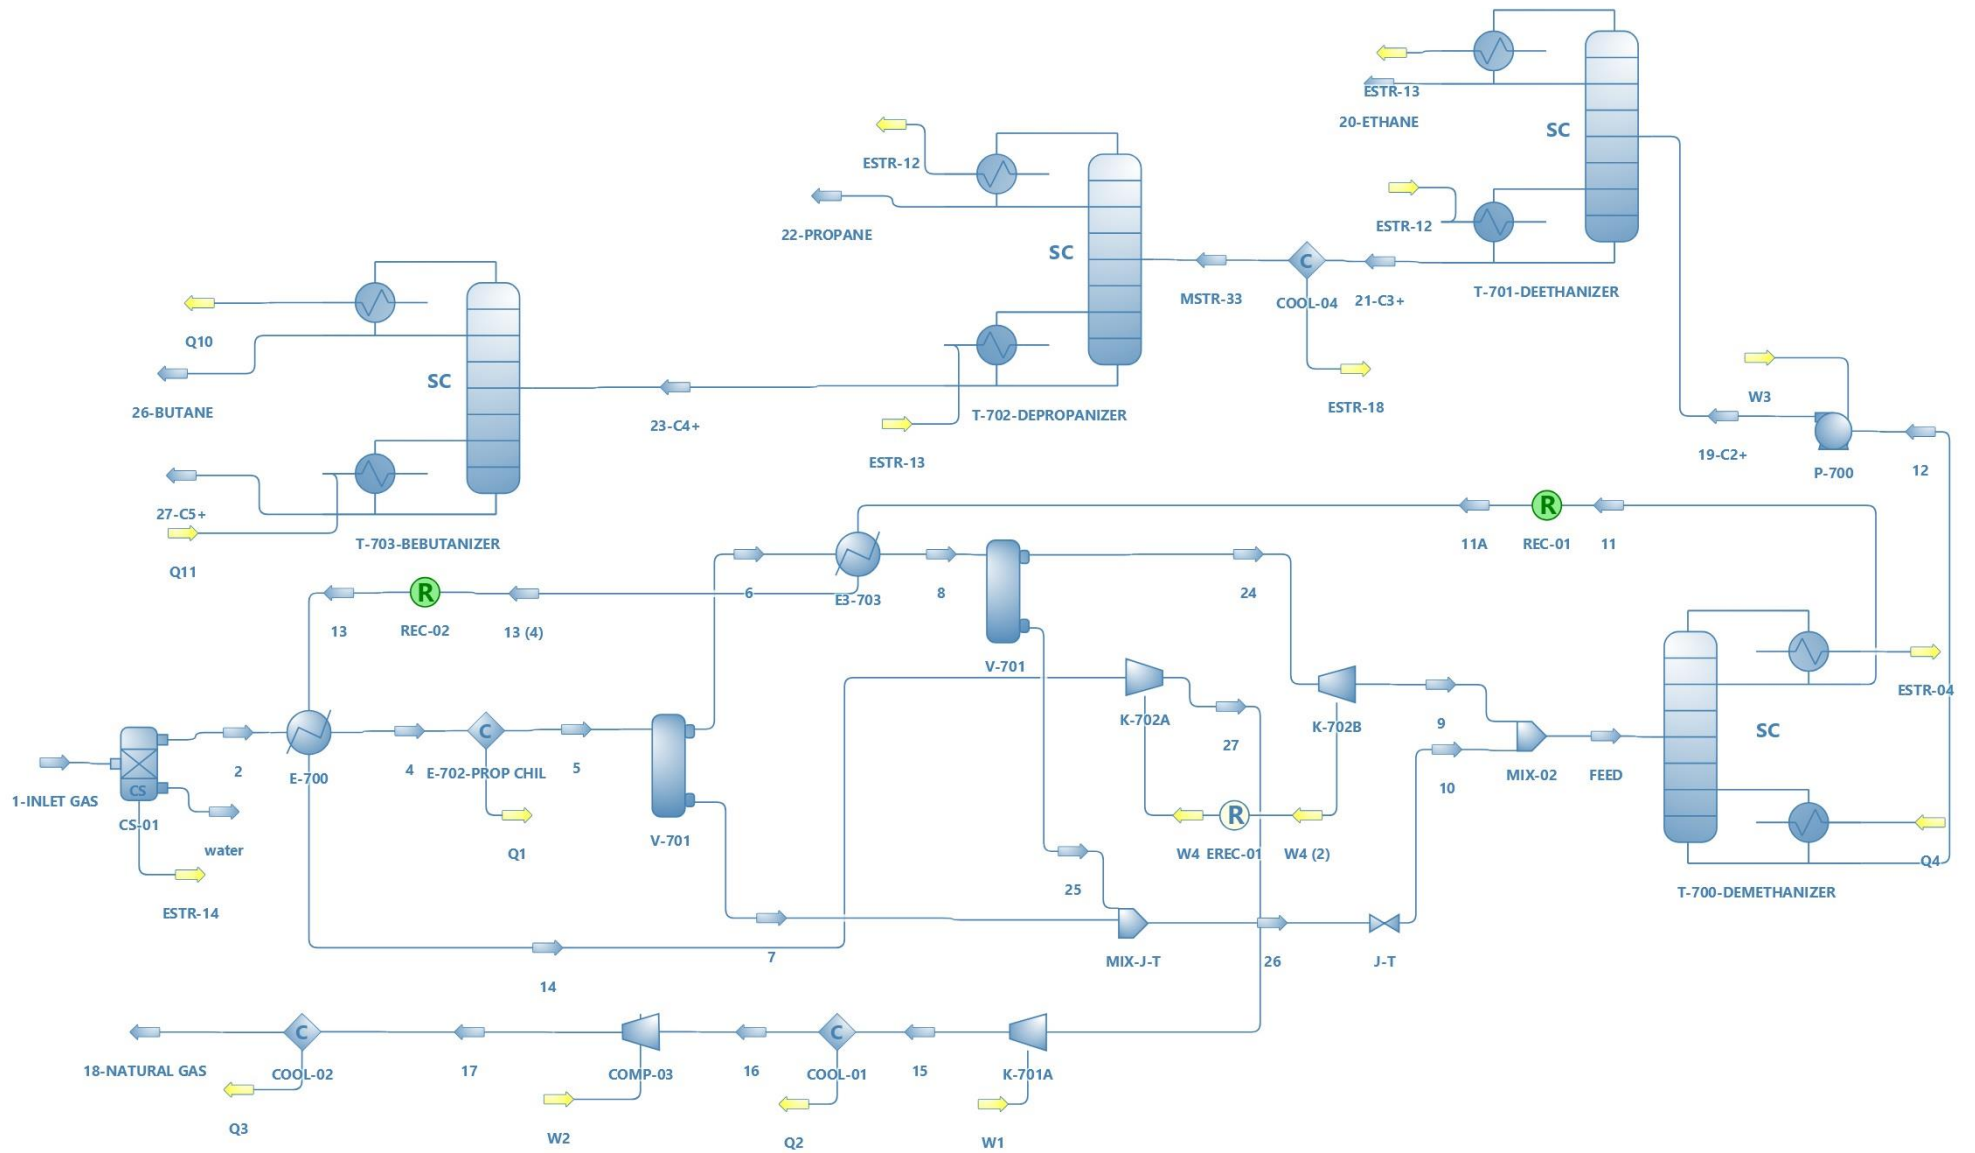 ESTR-13
20-ETHANE
SC
ESTR-12
ESTR-12
22-PROPANE
SC
ESTR-12
MSTR-33
C
COOL-04
21-C3+
T-701-DEETHANIZER
Q10
SC
26-BUTANE
ESTR-18
W3
T-702-DEPROPANIZER
23-C4+
19-C2+
P-700
12
ESTR-13
27-C5+
T-703-BEBUTANIZER
Q11
R
11A
REC-01
11
R
13
REC-02
13 (4)
6
E3-703
8
24
V-701
ESTR-04
K-702A
K-702B
9
SC
27
C
2
E-700
4
E-702-PROP CHIL
5
MIX-02
FEED
10
CS
1-INLET GAS
CS-01
R
water
Q1
V-701
W4
EREC-01
W4 (2)
Q4
25
T-700-DEMETHANIZER
ESTR-14
7
MIX-J-T
26
J-T
14
C
C
18-NATURAL GAS
COOL-02
17
COMP-03
16
COOL-01
15
K-701A
Q3
W2
Q2
W1